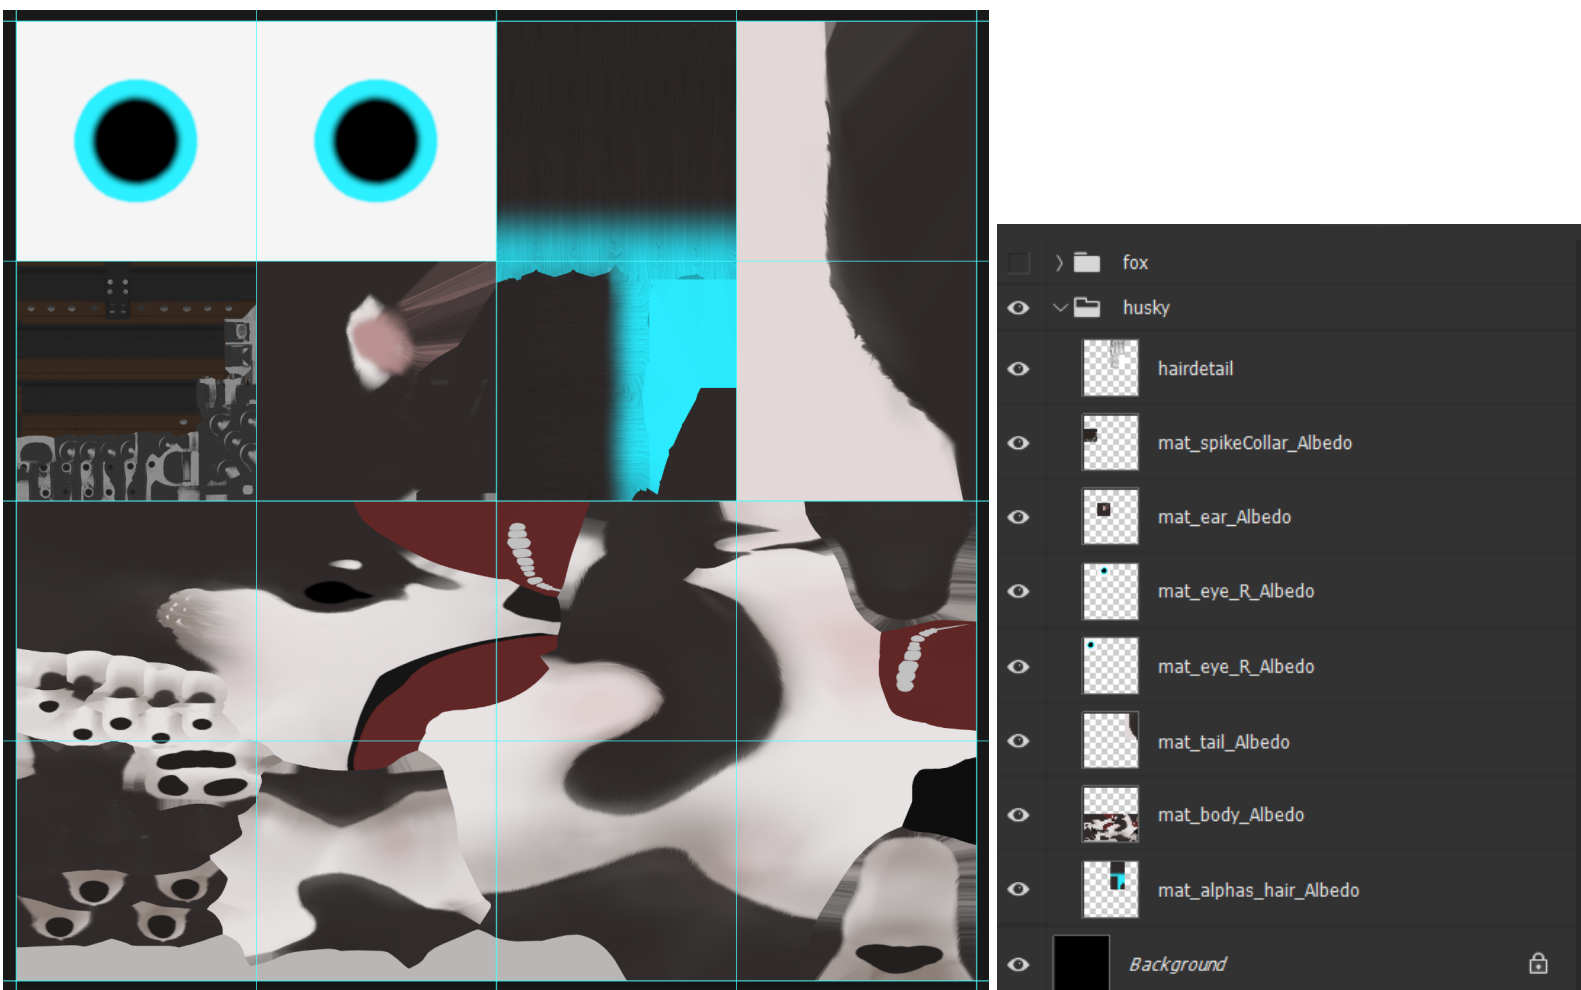 fox
husky
hairdetail
mat_spikeCollar_Albedo
mat_ear_Albedo
mat_eye_R_Albedo
mat_eye_R_Albedo
mat_tail_Albedo
mat_body_Albedo
mat_alphas_hair_Albedo
Background